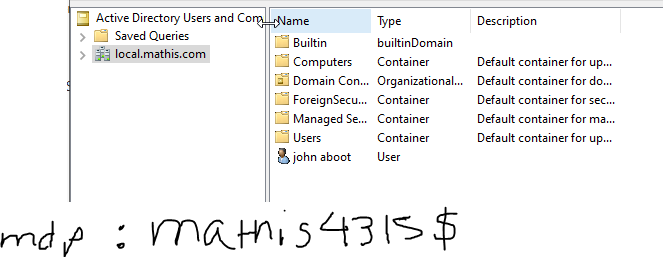 Active Directory Users and Com
Saved Queries
local.mathis.com
Name Type Description
Builtin builtinDomain
Computers Container Default container for up...
Domain Con... Organizational... Default container for do...
ForeignSecu... Container Default container for sec...
Managed Se... Container Default container for ma...
Users Container Default container for up...
john aboot User
mdp : mathis4315$